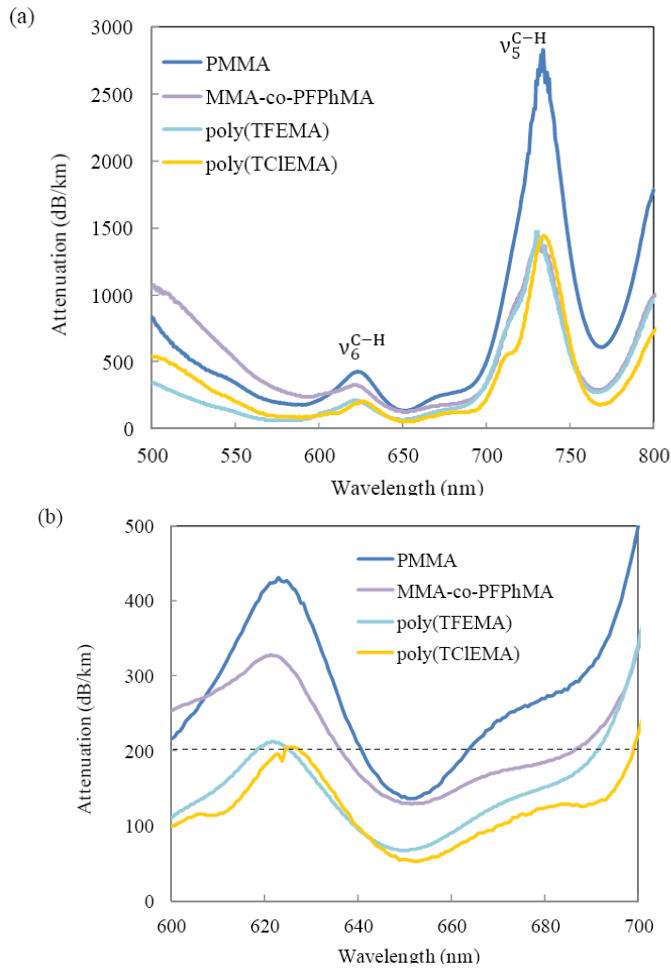 (a)
3000
2500
2000
1500
1000
500
0
Attenuation (dB/km)
PMMA
MMA-co-PFPhMA
poly(TFEMA)
poly(TClEMA)
ν₆C−H
ν₅C−H
500 550 600 650 700 750 800
Wavelength (nm)
(b)
500
400
300
200
100
0
Attenuation (dB/km)
PMMA
MMA-co-PFPhMA
poly(TFEMA)
poly(TClEMA)
600 620 640 660 680 700
Wavelength (nm)